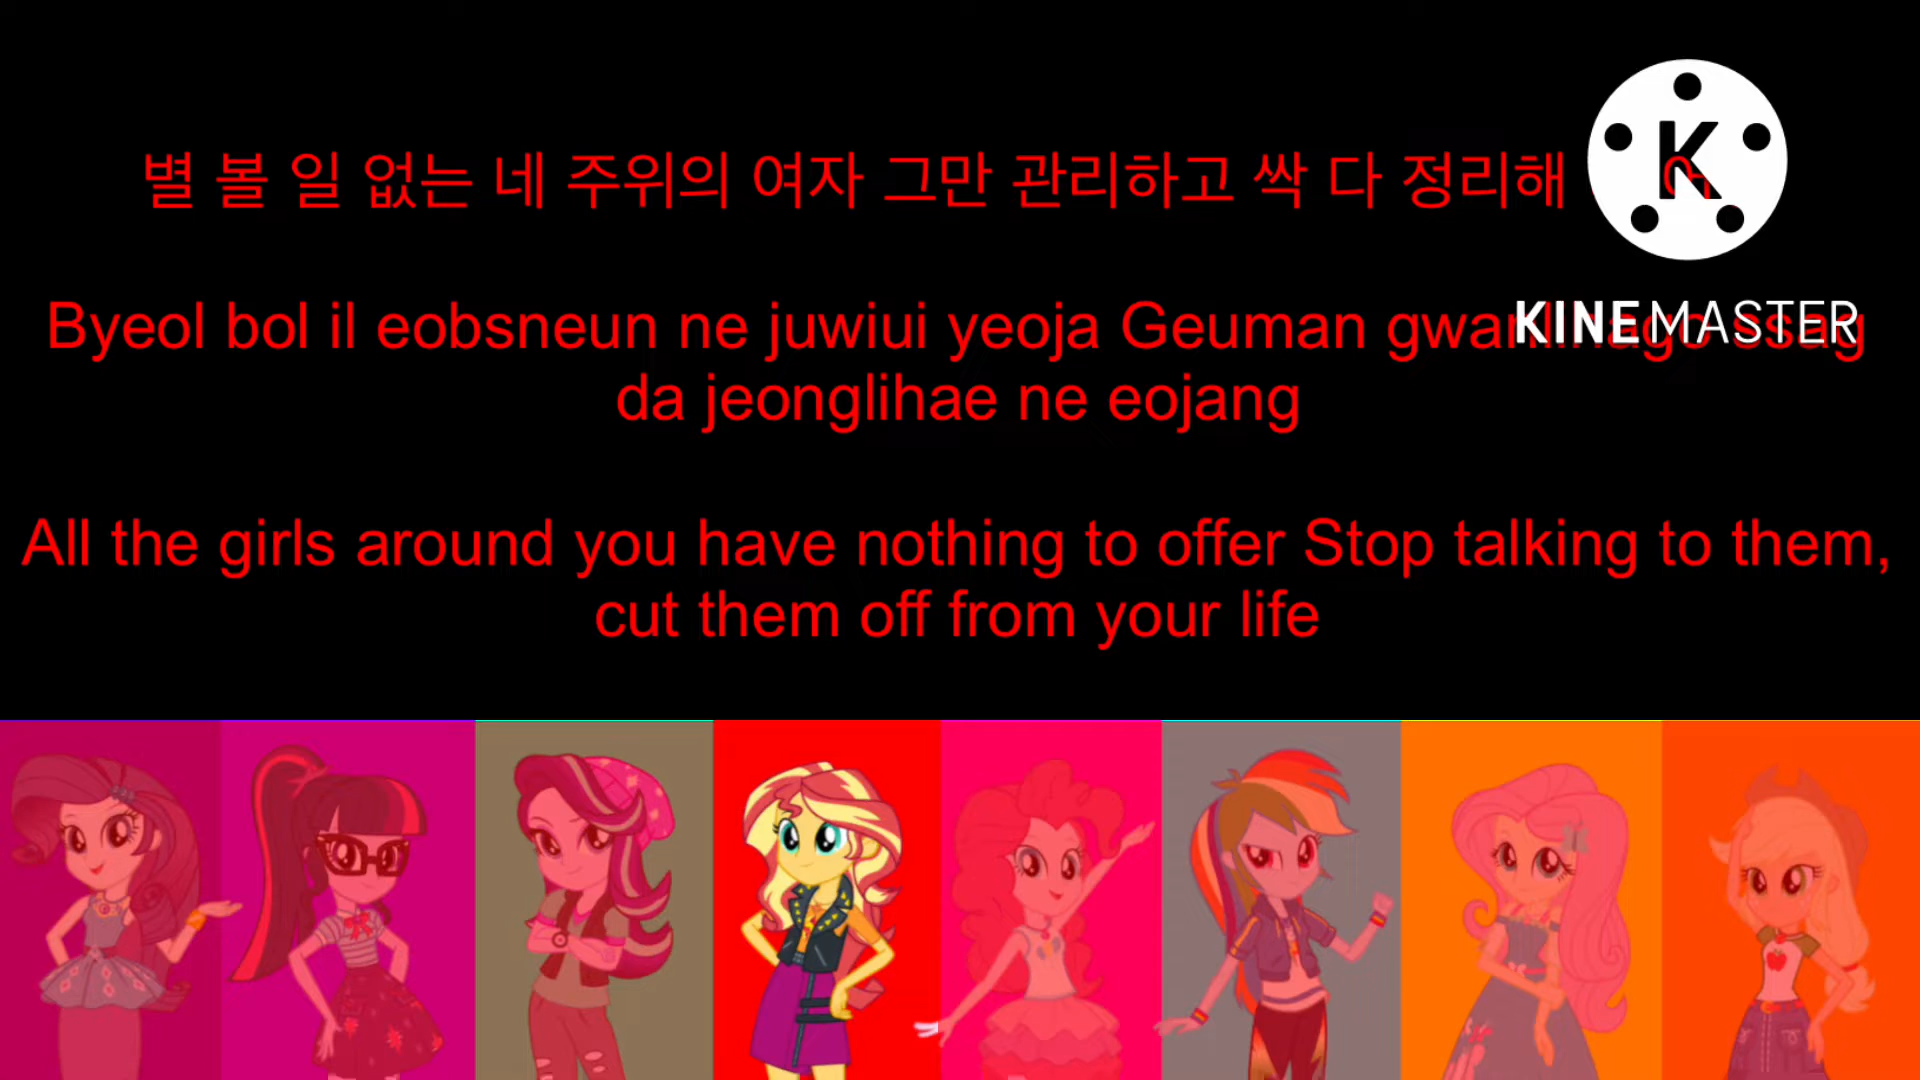 별 볼 일 없는 네 주위의 여자 그만 관리하고 싹 다 정리해
K
KINEMASTER
Byeol bol il eobsneun ne juwiui yeoja Geuman
da jeonglihae ne eojang
All the girls around you have nothing to offer Stop talking to them,
cut them off from your life